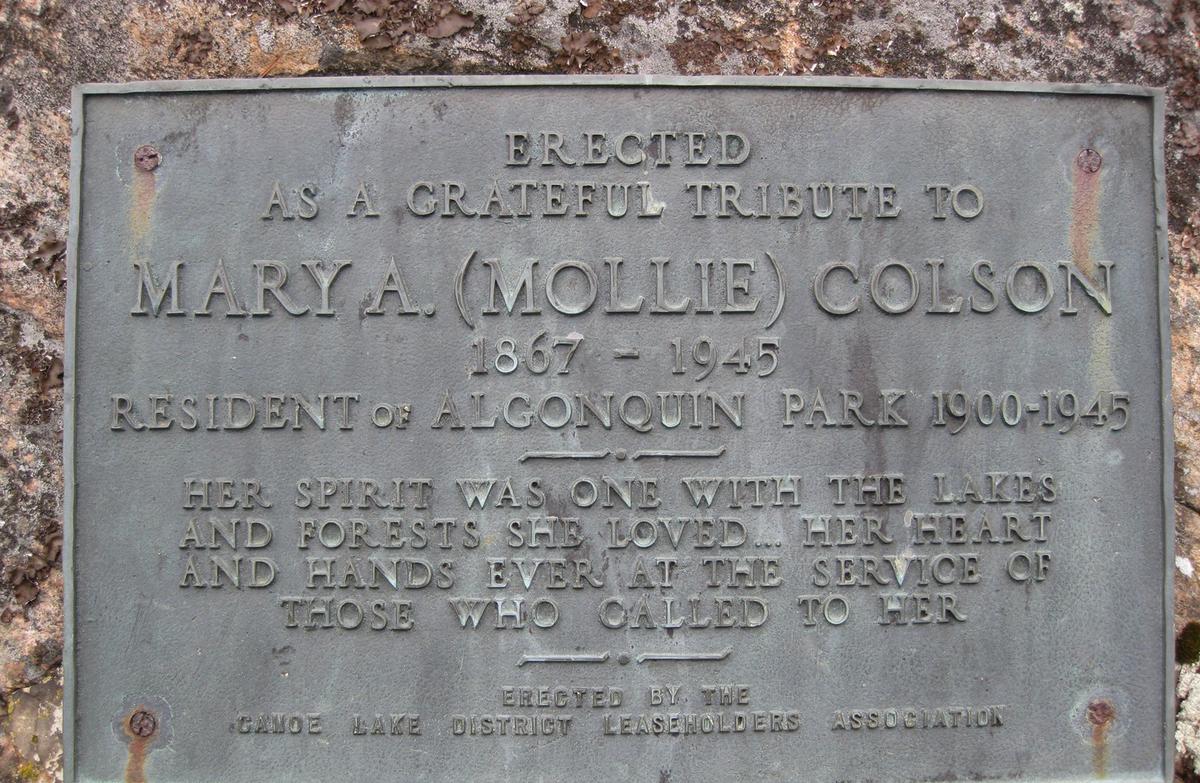 ERECTED
AS A GRATEFUL TRIBUTE TO
MARY A. (MOLLIE) COLSON
1867 - 1945
RESIDENT OF ALGONQUIN PARK 1900-1945
HER SPIRIT WAS ONE WITH THE LAKES
AND FORESTS SHE LOVED... HER HEART
AND HANDS EVER AT THE SERVICE OF
THOSE WHO CALLED TO HER
ERECTED BY THE
CANOE LAKE DISTRICT LEASEHOLDERS ASSOCIATION